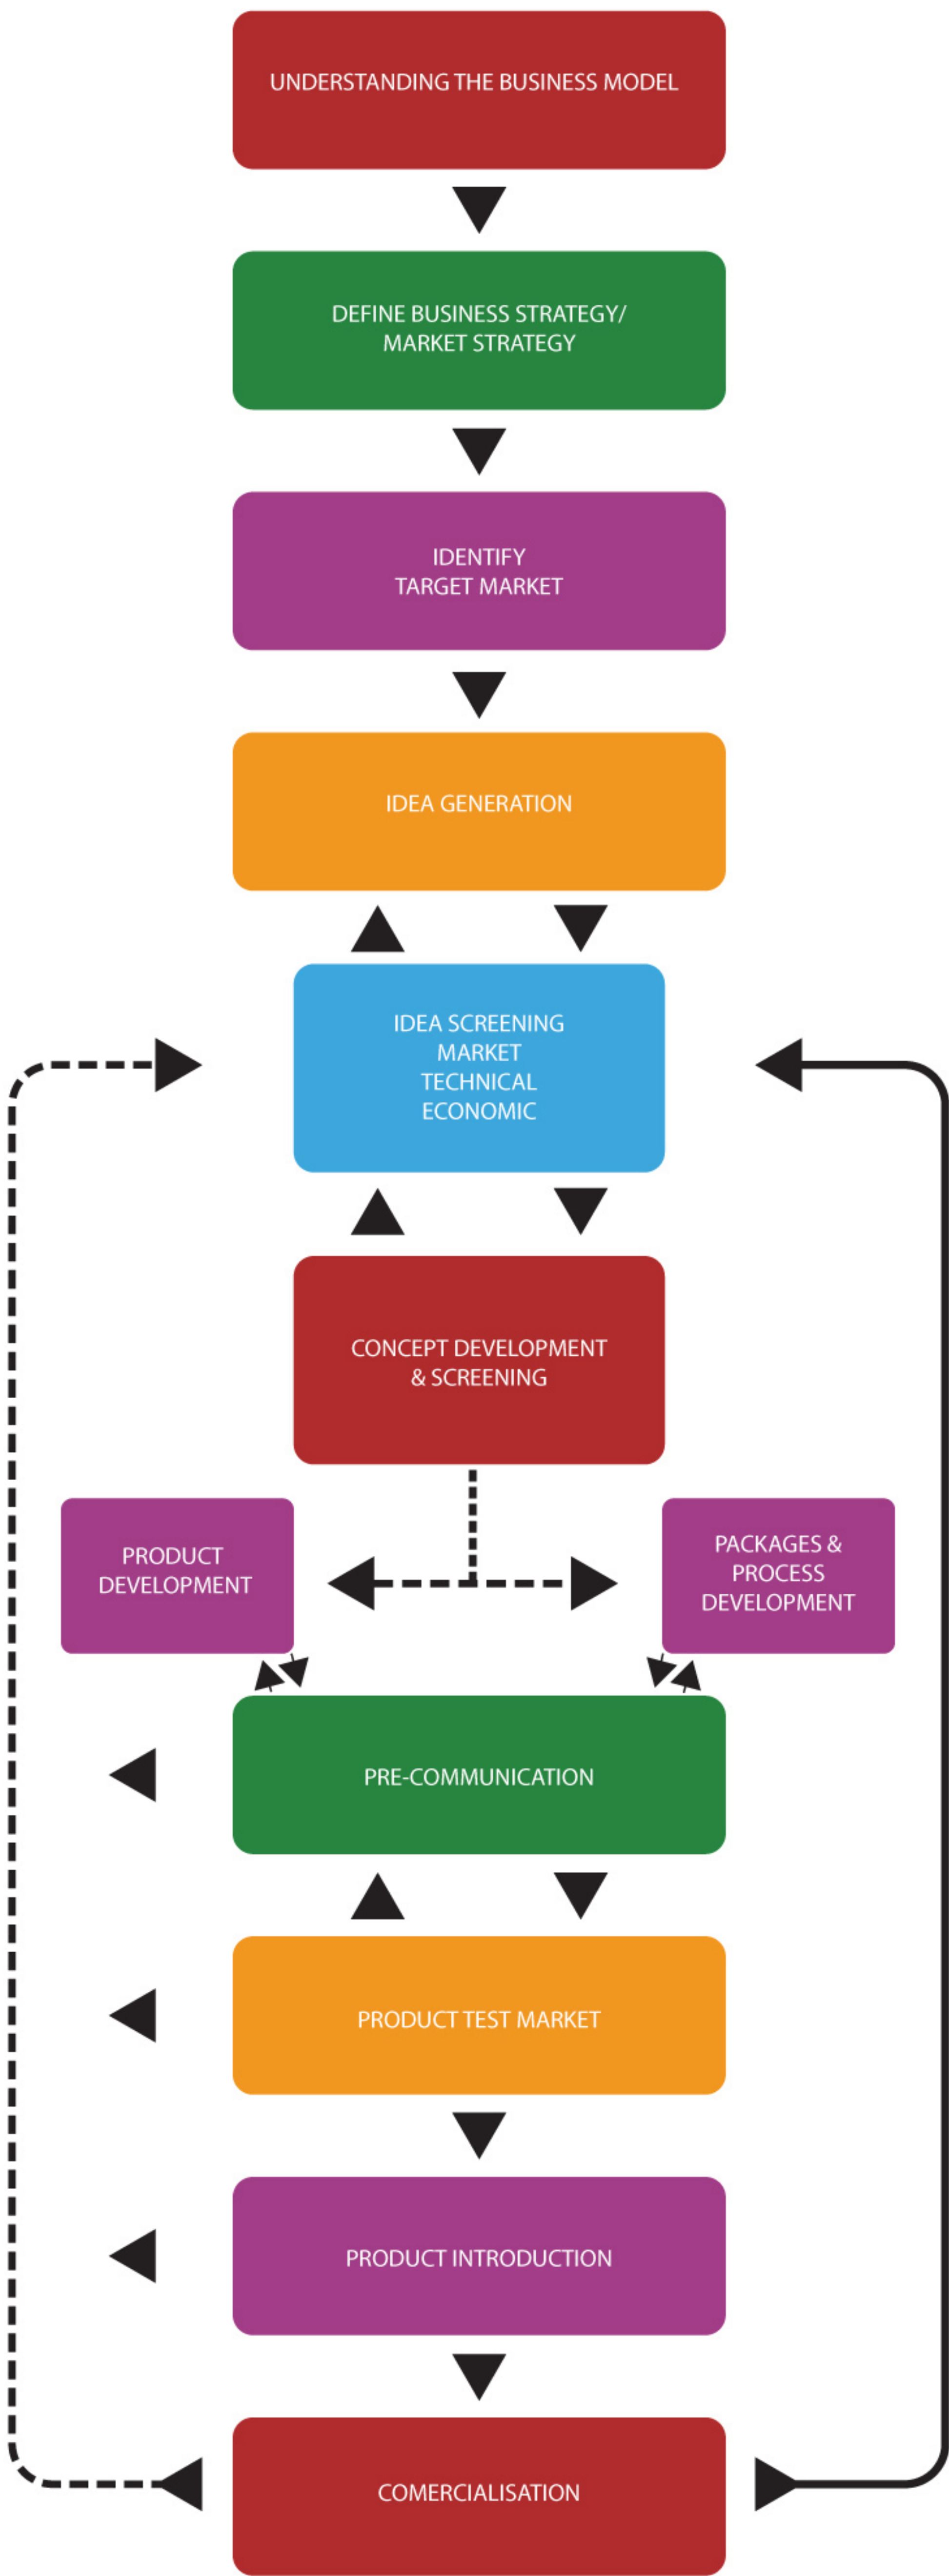 UNDERSTANDING THE BUSINESS MODEL
DEFINE BUSINESS STRATEGY/
MARKET STRATEGY
IDENTIFY
TARGET MARKET
IDEA GENERATION
IDEA SCREENING
MARKET
TECHNICAL
ECONOMIC
CONCEPT DEVELOPMENT
& SCREENING
PRODUCT
DEVELOPMENT
PACKAGES &
PROCESS
DEVELOPMENT
PRE-COMMUNICATION
PRODUCT TEST MARKET
PRODUCT INTRODUCTION
COMERCIALISATION